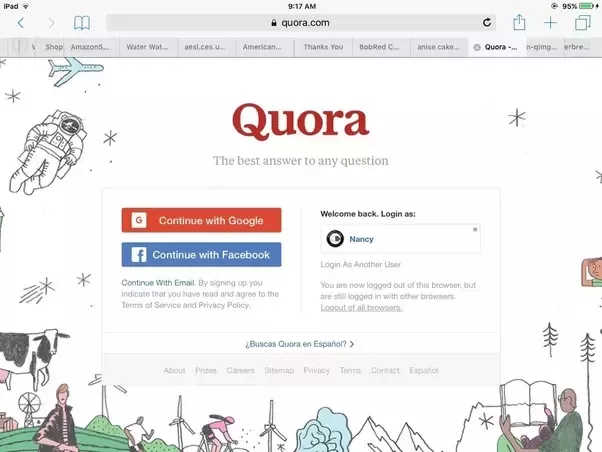 iPad
9:17 AM
95%
quora.com
Shop
AmazonS...
Water Wat...
aesl.ces.u...
American...
Thanks You
BobRed C...
anise.cake...
Quora -...
n-qimg...
erbre...
Quora
The best answer to any question
Continue with Google
Continue with Facebook
Continue With Email. By signing up you
indicate that you have read and agree to the
Terms of Service and Privacy Policy.
Welcome back. Login as:
Nancy
Login As Another User
You are now logged out of this browser, but
are still logged in with other browsers.
Logout of all browsers.
¿Buscas Quora en Español? >
About Prizes Careers Sitemap Privacy Terms Contact Español